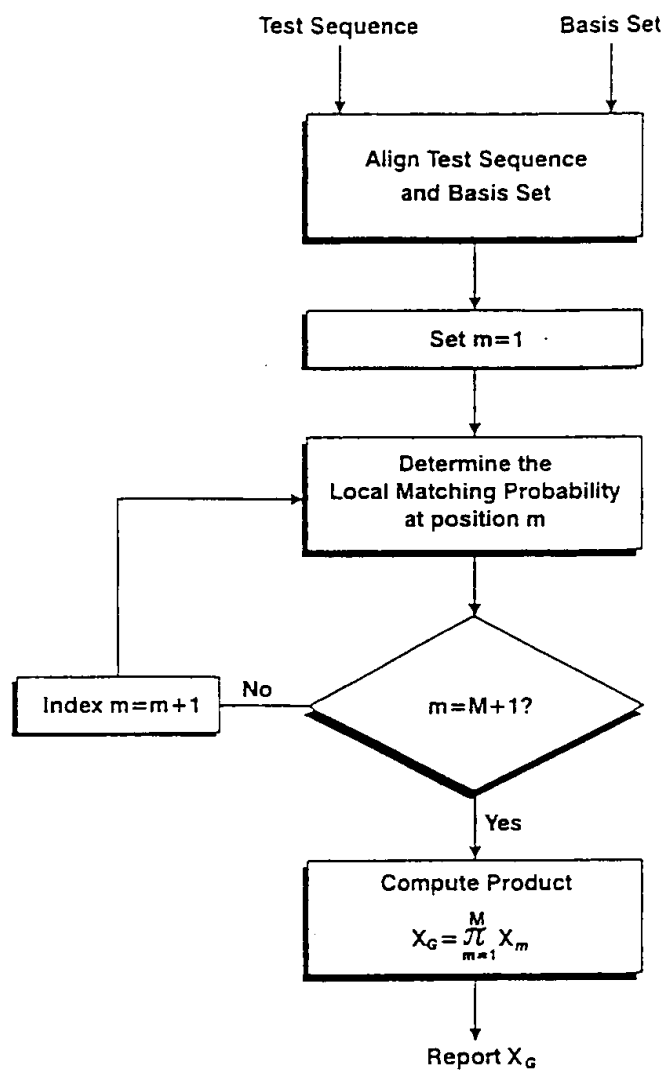 Test Sequence
Basis Set
Align Test Sequence
and Basis Set
Set m=1
Determine the
Local Matching Probability
at position m
Index m=m+1
No
m=M+1?
Yes
Compute Product
X_G = π_{m=1}^{M} X_m
Report X_G